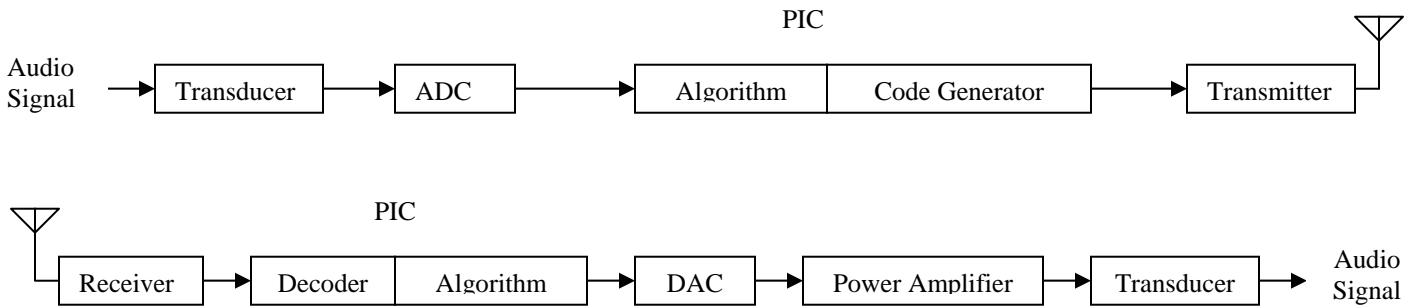 PIC
Audio
Signal
Transducer
ADC
Algorithm
Code Generator
Transmitter
PIC
Receiver
Decoder
Algorithm
DAC
Power Amplifier
Transducer
Audio
Signal